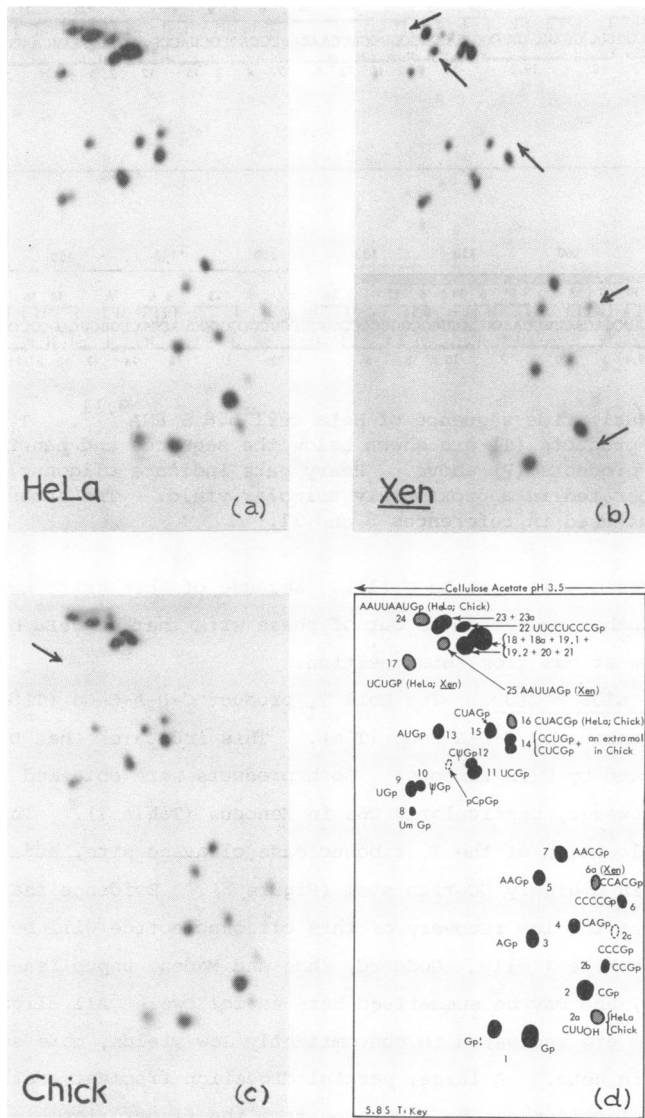 HeLa
(a)
Xen
(b)
Chick
(c)
Cellulose Acetate pH 3.5
AAUUAAUGp (HeLa; Chick)
24
23 + 23a
22 UUCCUCCCGp
18 + 18a + 19.1 +
19.2 + 20 + 21
17
UCUGP (HeLa; Xen)
25 AAUUAGp (Xen)
CUAGp
16 CUACGp (HeLa; Chick)
AUGp
13
15
14
CCUGp
CUCGp
+ an extra mol
in Chick
CψGp12
11 UCGp
9
10
UGp
ψGp
pCpGp
8
Um Gp
7
AACGp
6a (Xen)
CCACGp
AAGp
5
CCCCGp
6
4
CAGp
2c
CCCGp
AGp
3
2b
CCGp
2
CGp
2a
CUUOH
HeLa
Chick
Gp!
1
Gp
5.8 S T1 Key
(d)